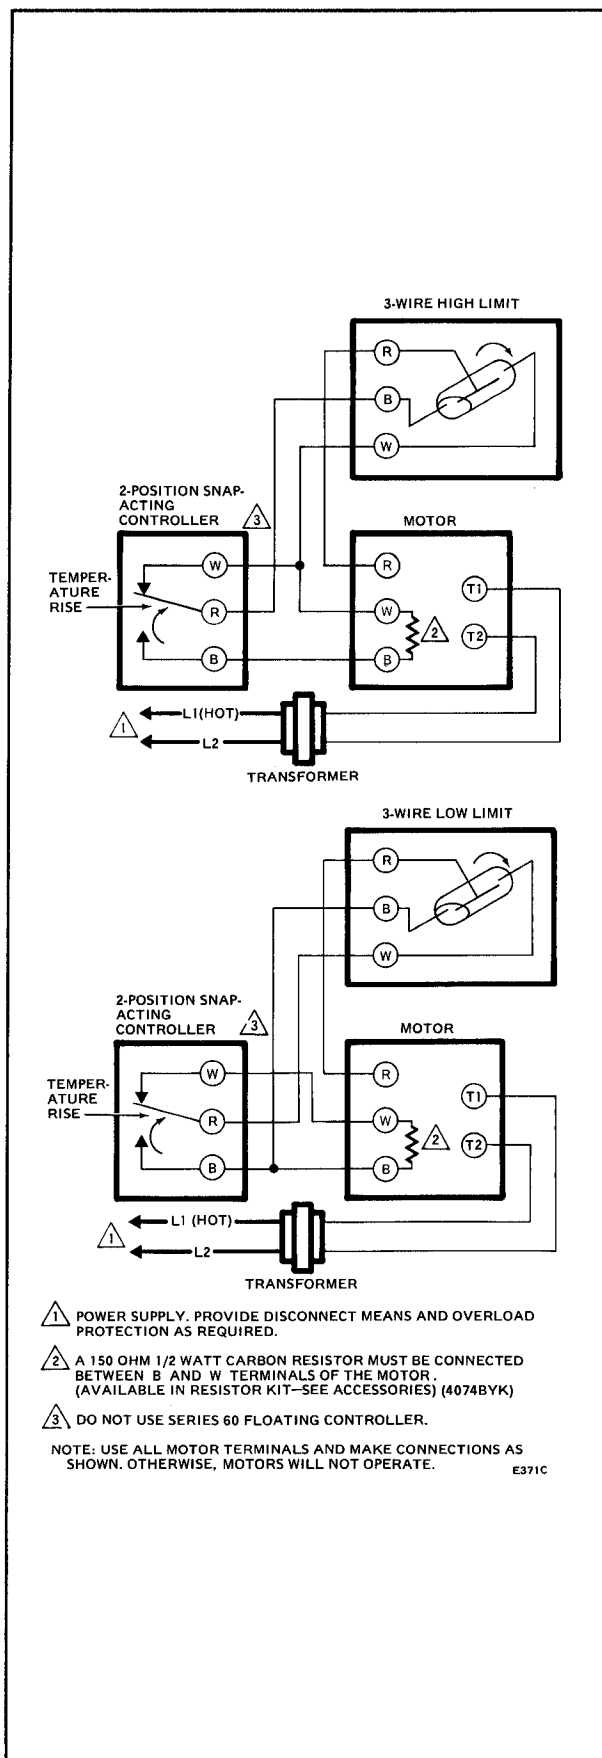 3-WIRE HIGH LIMIT
R
B
W
2-POSITION SNAP-
ACTING
CONTROLLER
3
MOTOR
TEMPER-
ATURE
RISE
W
R
B
R
W
B
2
T1
T2
1
L1(HOT)
L2
TRANSFORMER
3-WIRE LOW LIMIT
R
B
W
2-POSITION SNAP-
ACTING
CONTROLLER
3
MOTOR
TEMPER-
ATURE
RISE
W
R
B
R
W
B
2
T1
T2
1
L1 (HOT)
L2
TRANSFORMER
1 POWER SUPPLY. PROVIDE DISCONNECT MEANS AND OVERLOAD
PROTECTION AS REQUIRED.
2 A 150 OHM 1/2 WATT CARBON RESISTOR MUST BE CONNECTED
BETWEEN B AND W TERMINALS OF THE MOTOR.
(AVAILABLE IN RESISTOR KIT—SEE ACCESSORIES) (4074BYK)
3 DO NOT USE SERIES 60 FLOATING CONTROLLER.
NOTE: USE ALL MOTOR TERMINALS AND MAKE CONNECTIONS AS
SHOWN. OTHERWISE, MOTORS WILL NOT OPERATE.
E371C